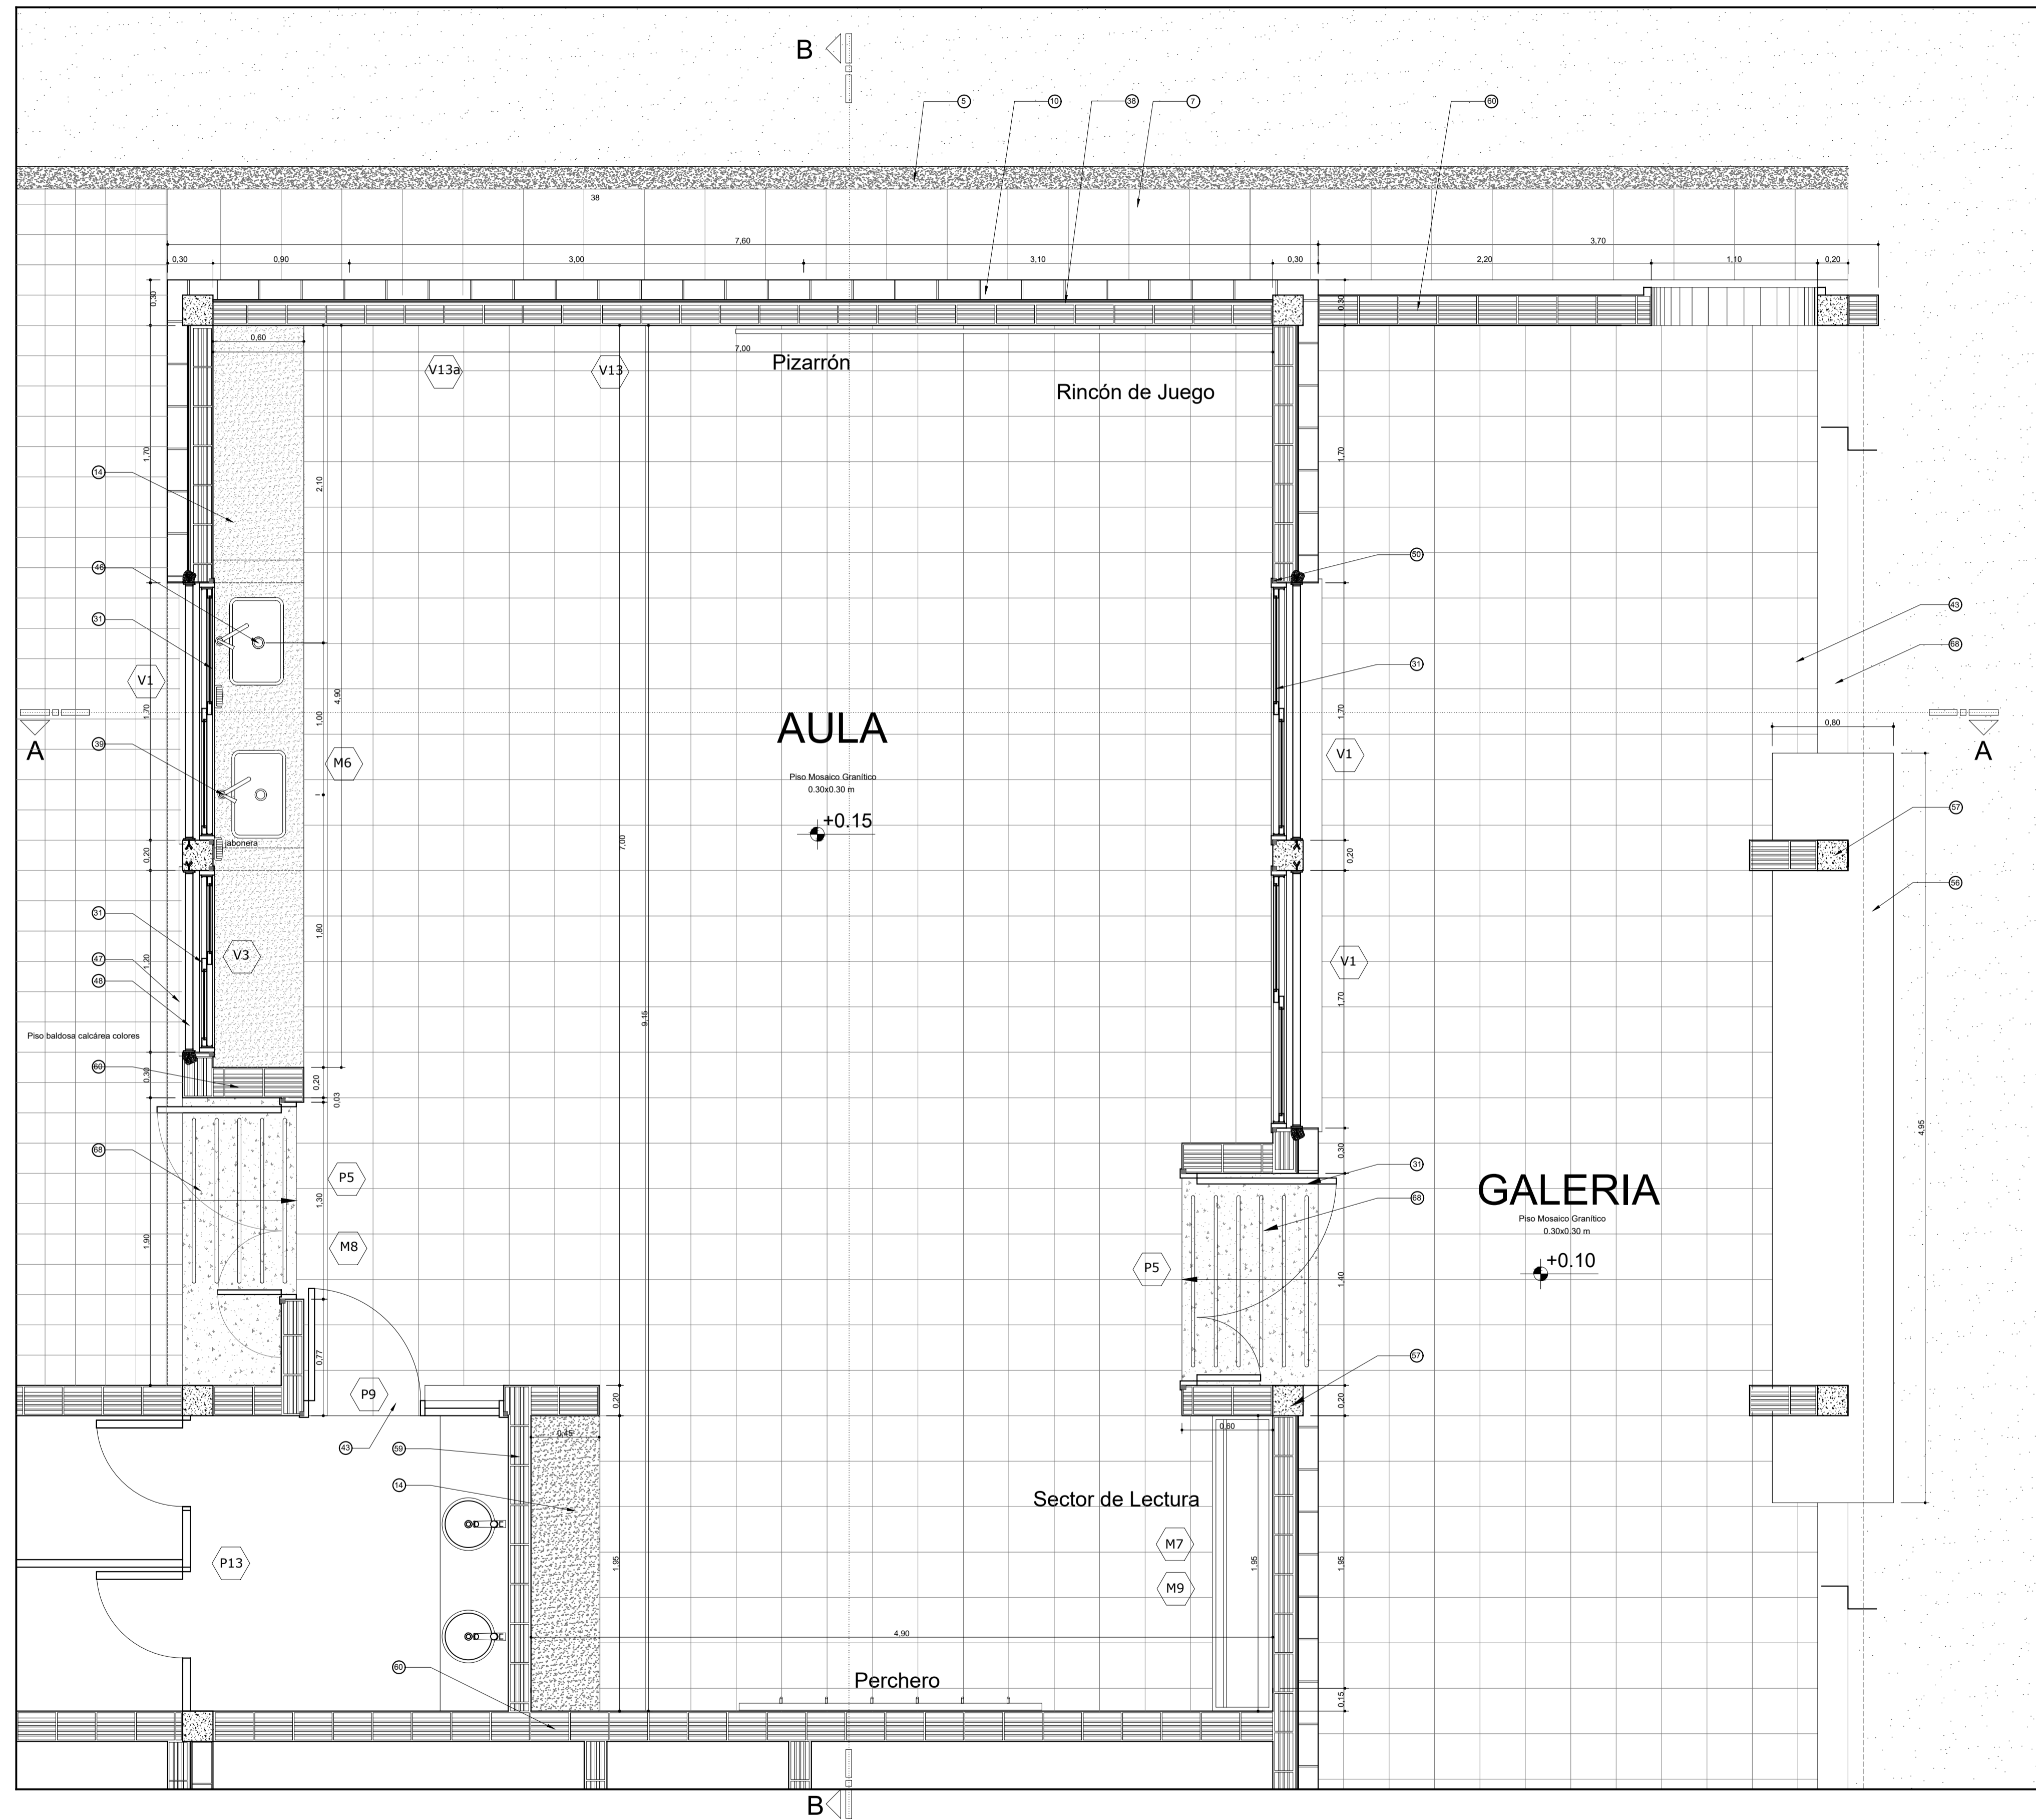 B
5
10
38
7
60
38
7,60
3,70
0,30
0,90
3,00
3,10
0,30
2,20
1,10
0,20
0,30
0,30
0,60
7,00
V13a
V13
Pizarrón
Rincón de Juego
1,70
1,70
14
2,10
50
46
31
31
43
68
V1
4,90
1,70
1,00
1,70
A
AULA
0,80
A
39
M6
V1
Piso Mosaico Granítico
0.30x0.30 m
+0.15
57
jabonera
0,20
7,00
0,20
56
31
1,80
V3
V1
47
1,20
48
1,70
9,15
Piso baldosa calcárea colores
60
0,30
0,20
0,03
4,95
68
0,30
31
P5
1,30
68
GALERIA
Piso Mosaico Granítico
0.30x0.30 m
1,90
M8
P5
+0.10
1,40
0,77
57
P9
0,20
0,20
43
59
0,45
0,60
14
Sector de Lectura
M7
P13
1,95
1,95
1,95
M9
4,90
60
Perchero
0,15
B